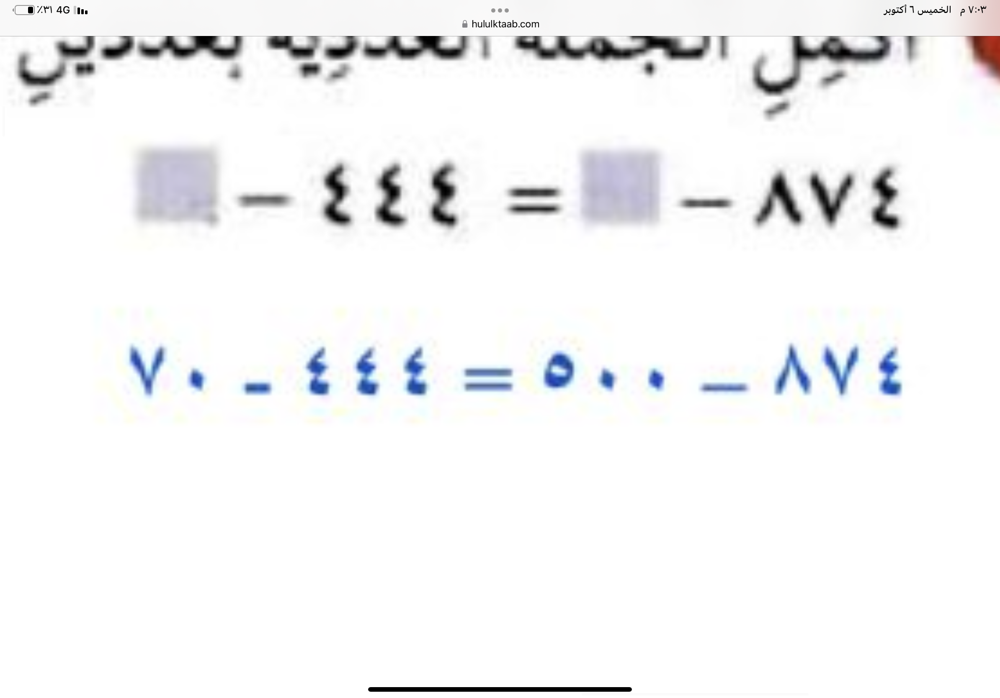 ٧:٠٣ م الخميس ٦ أكتوبر
4G ٣١٪
hululktaab.com
أكمل الجملة العددية بعددين
٨٧٤ – = ٤٤٤ –
٨٧٤ – ٥٠٠ = ٤٤٤ - ٧٠